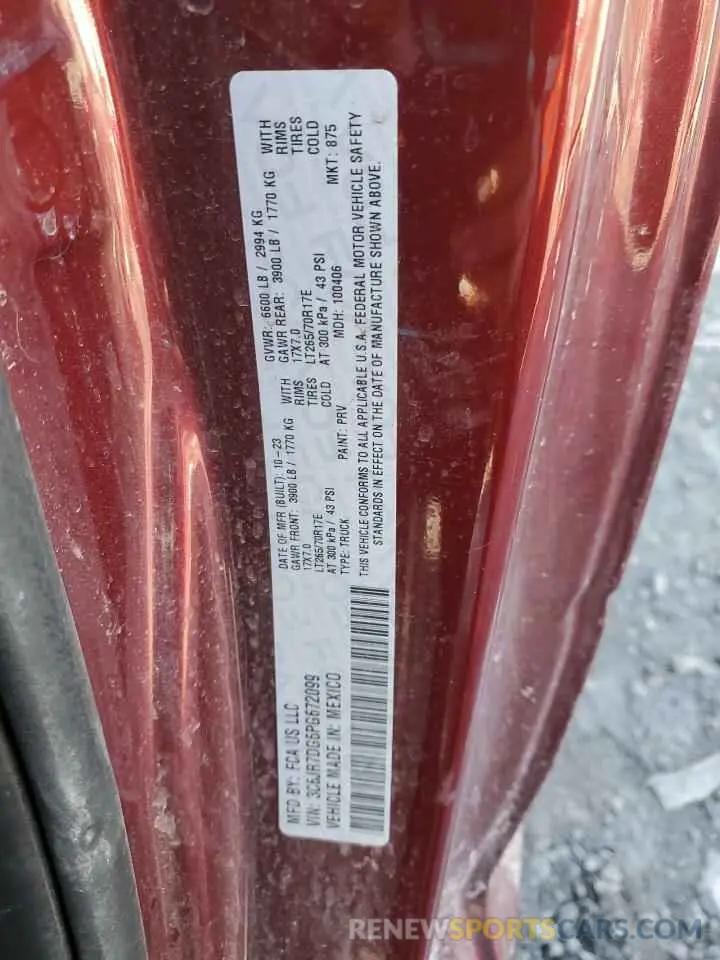 MFD BY: FCA US LLC
VIN: 3C6JR7DG6PG672099
VEHICLE MADE IN: MEXICO
DATE OF MFR (BUILT): 10-23
GAWR FRONT: 3900 LB / 1770 KG WITH
17X7.0 RIMS
LT265/70R17E TIRES
AT 300 kPa / 43 PSI COLD
TYPE: TRUCK PAINT: PRV
GVWR: 6600 LB / 2994 KG
GAWR REAR: 3900 LB / 1770 KG WITH
17X7.0 RIMS
LT265/70R17E TIRES
AT 300 kPa / 43 PSI COLD
MDH: 100406 MKT: 875
THIS VEHICLE CONFORMS TO ALL APPLICABLE U.S.A. FEDERAL MOTOR VEHICLE SAFETY
STANDARDS IN EFFECT ON THE DATE OF MANUFACTURE SHOWN ABOVE.
RENEWSPORTSCARS.COM